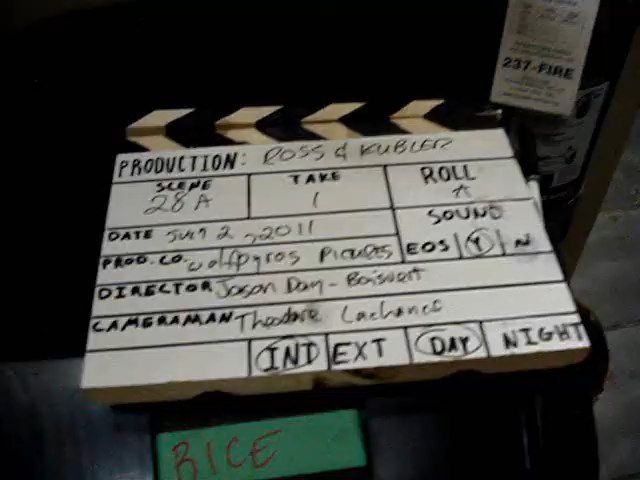 237-FIRE
PRODUCTION: ROSS & KUBLER
SCENE TAKE ROLL
28A 1
SOUND
DATE 2, 2011
EOS Y N
PROD. CO. wolfpyros Pictures
DIRECTOR Jason Day-Boisvert
CAMERAMAN Theodore Lachance
IND EXT DAY NIGHT
RICE